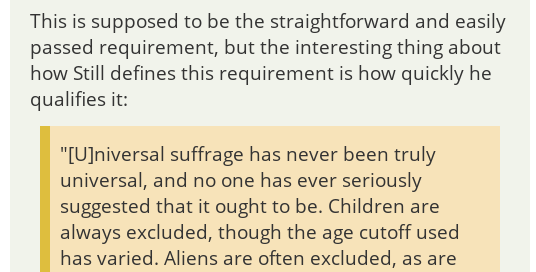 This is supposed to be the straightforward and easily
passed requirement, but the interesting thing about
how Still defines this requirement is how quickly he
qualifies it:
"[U]niversal suffrage has never been truly
universal, and no one has ever seriously
suggested that it ought to be. Children are
always excluded, though the age cutoff used
has varied. Aliens are often excluded, as are